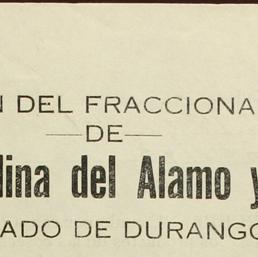 N DEL FRACCIONA
—DE—
lina del Alamo y
ADO DE DURANGO